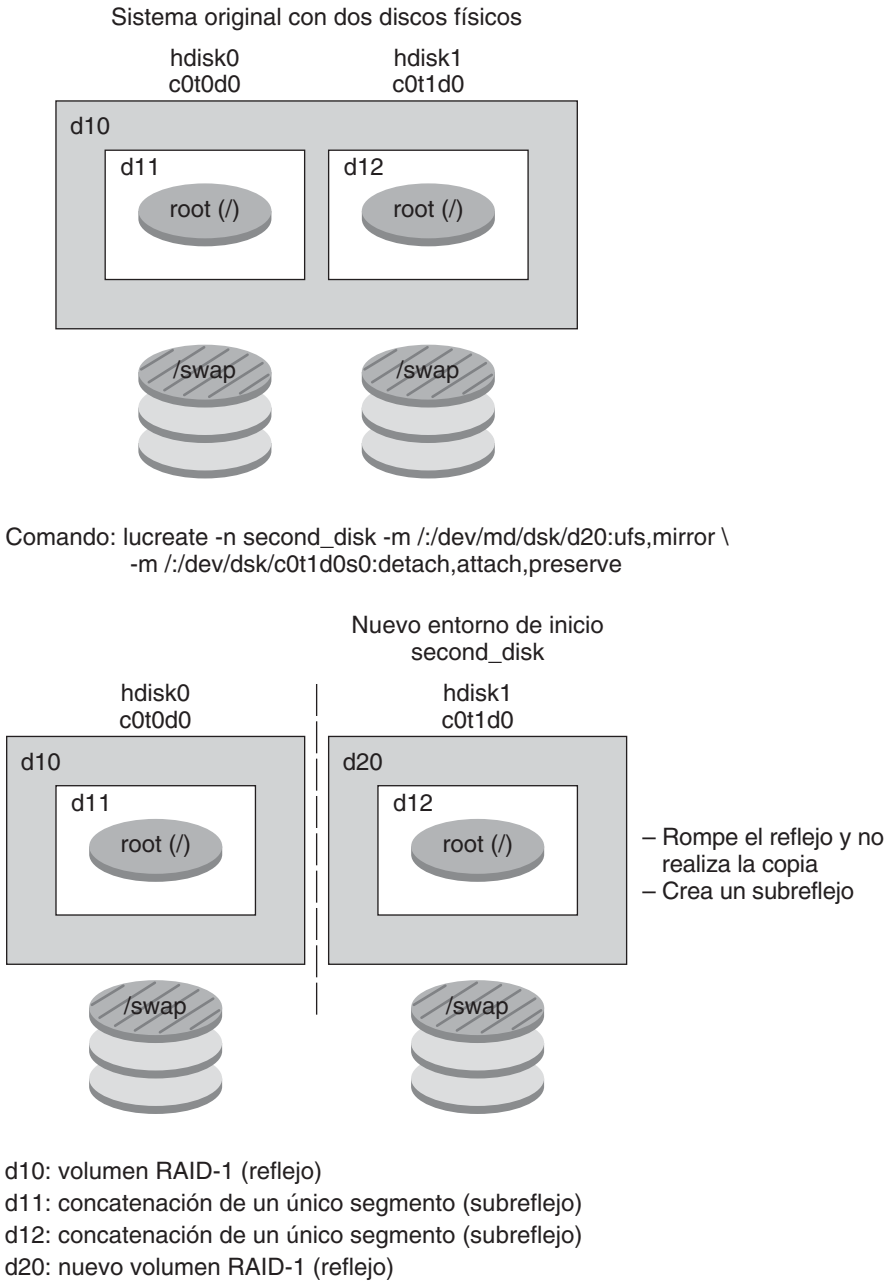 Sistema original con dos discos físicos
hdisk0
c0t0d0
hdisk1
c0t1d0
d10
d11
root (/)
d12
root (/)
/swap
/swap
Comando: lucreate -n second_disk -m /:/dev/md/dsk/d20:ufs,mirror \
-m /:/dev/dsk/c0t1d0s0:detach,attach,preserve
Nuevo entorno de inicio
second_disk
hdisk0
c0t0d0
hdisk1
c0t1d0
d10
d11
root (/)
d20
d12
root (/)
– Rompe el reflejo y no
realiza la copia
– Crea un subreflejo
/swap
/swap
d10: volumen RAID-1 (reflejo)
d11: concatenación de un único segmento (subreflejo)
d12: concatenación de un único segmento (subreflejo)
d20: nuevo volumen RAID-1 (reflejo)